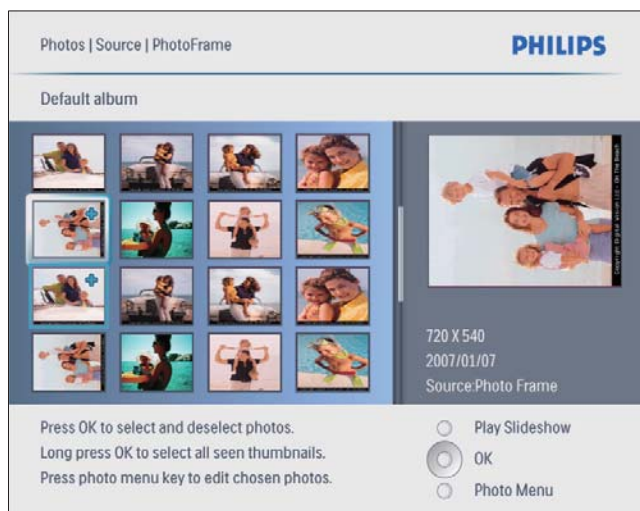 Photos | Source | PhotoFrame
PHILIPS
Default album
720 X 540
2007/01/07
Source:Photo Frame
Press OK to select and deselect photos.
Long press OK to select all seen thumbnails.
Press photo menu key to edit chosen photos.
Play Slideshow
OK
Photo Menu